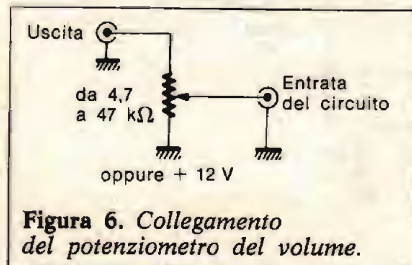 Uscita
da 4,7
a 47 kΩ
Entrata
del circuito
oppure + 12 V
Figura 6. Collegamento
del potenziometro del volume.